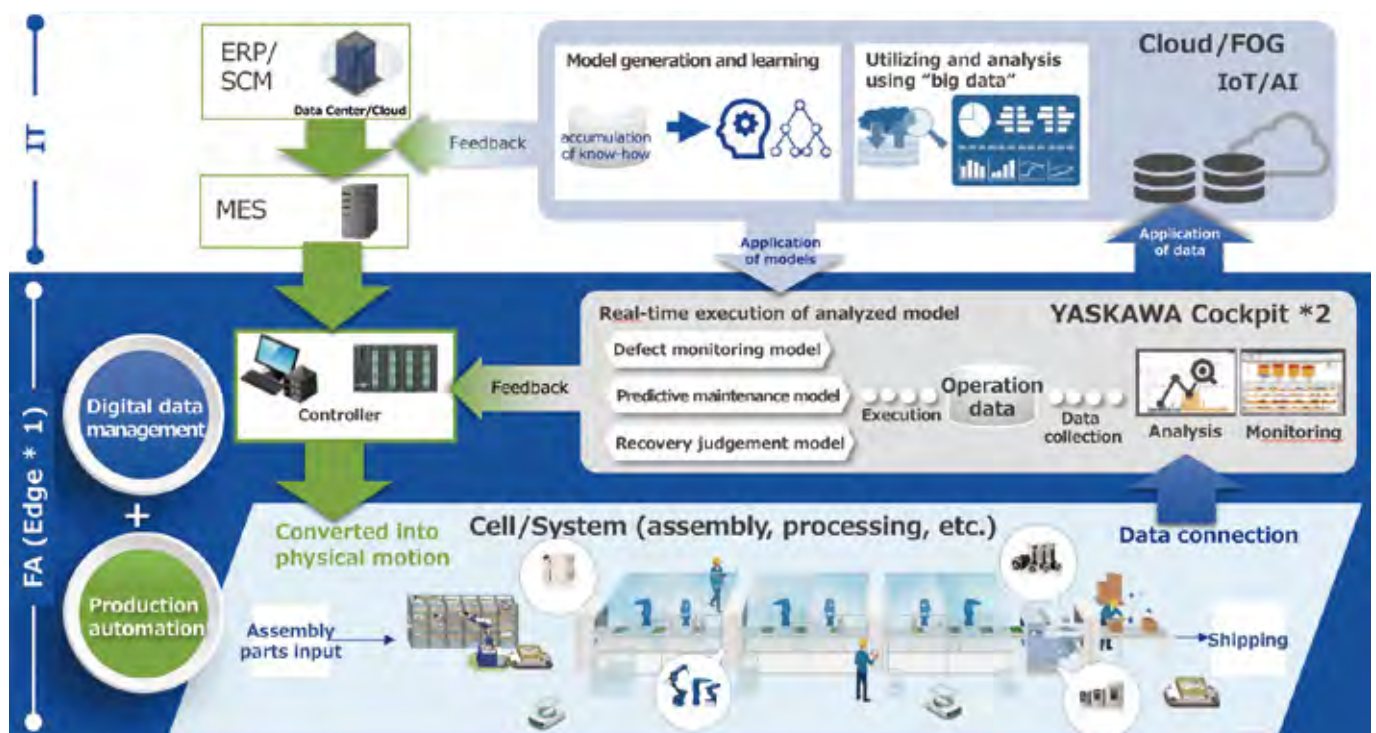 IT
ERP/
SCM
Data Center/Cloud
MES
Feedback
Model generation and learning
accumulation
of know-how
Utilizing and analysis
using “big data”
Cloud/FOG
IoT/AI
Application
of models
Application
of data
FA (Edge * 1)
Digital data
management
+
Production
automation
Controller
Feedback
Real-time execution of analyzed model
Defect monitoring model
Predictive maintenance model
Recovery judgement model
Execution
Operation
data
Data
collection
YASKAWA Cockpit *2
Analysis
Monitoring
Converted into
physical motion
Cell/System (assembly, processing, etc.)
Data connection
Assembly
parts input
Shipping